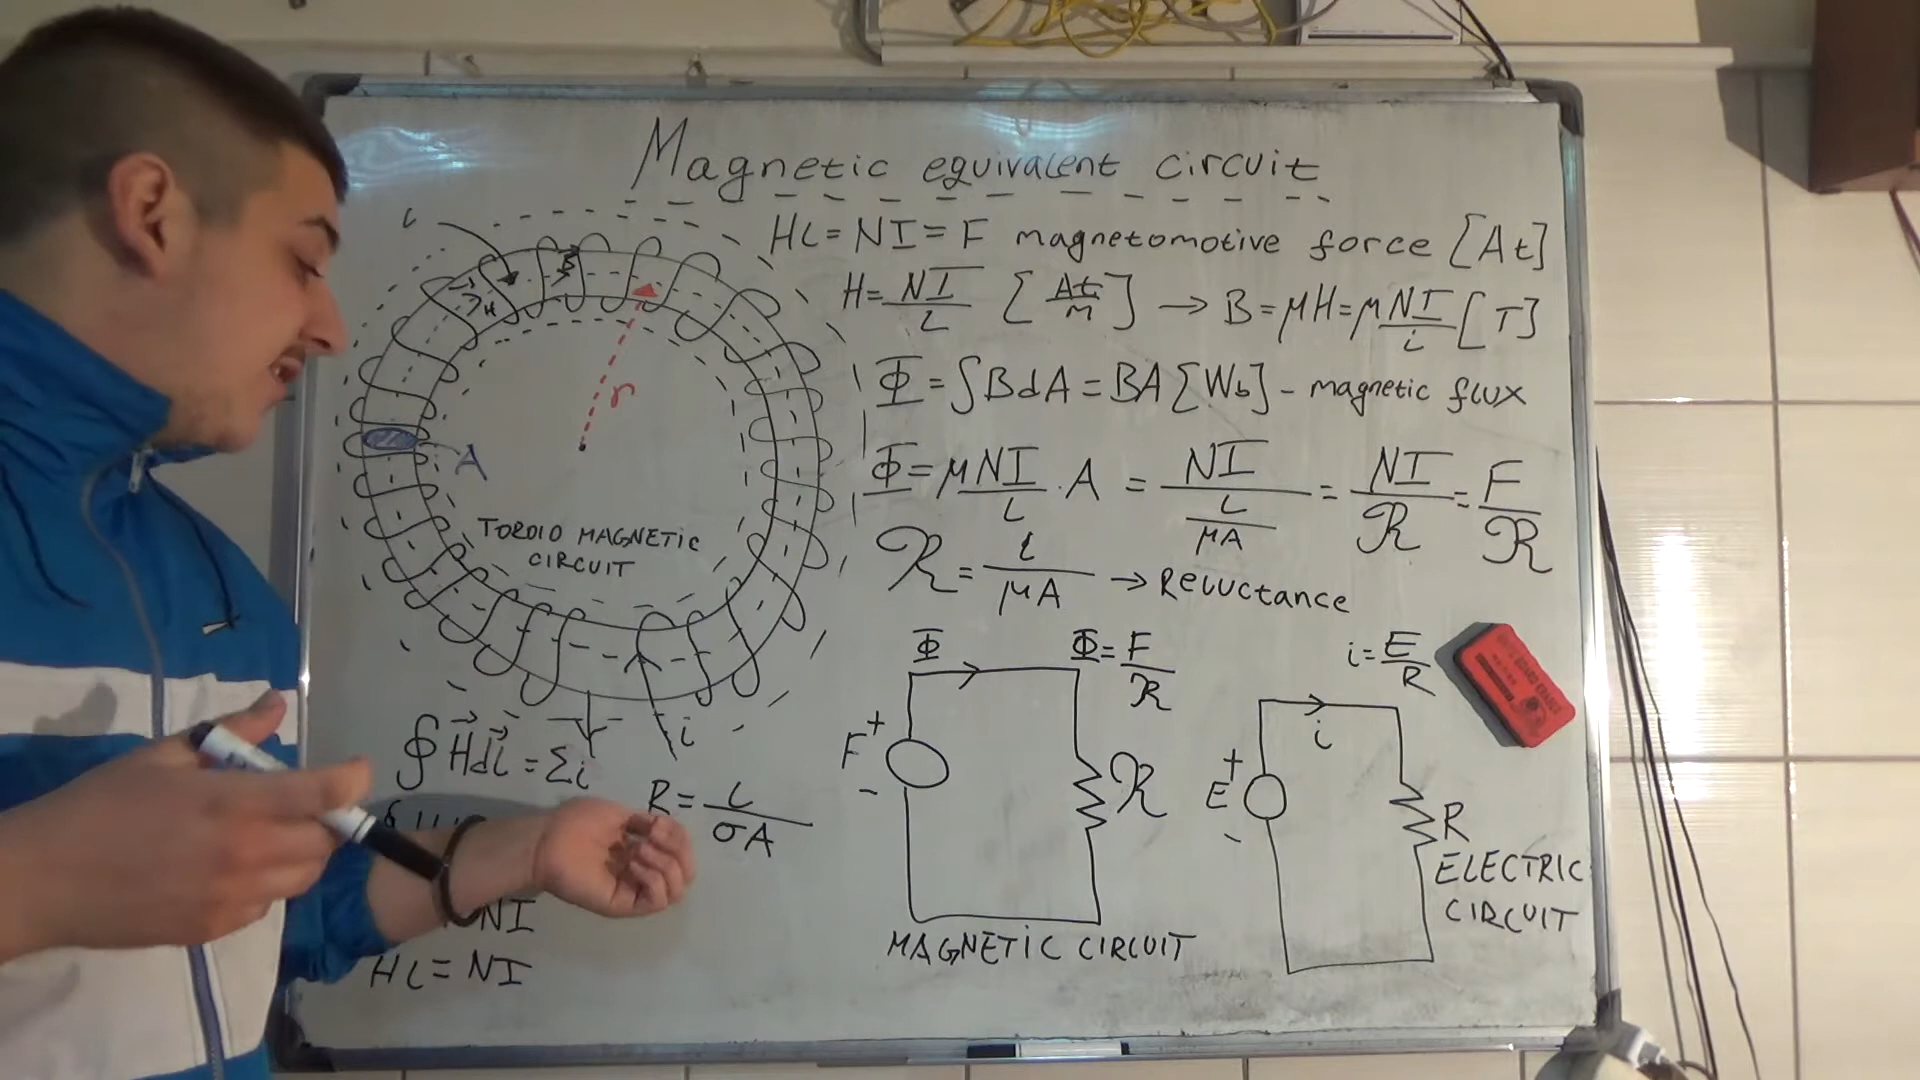 Magnetic equivalent circuit
Hl = NI = F magnetomotive force [At]
H = NI/l [At/m] → B = μH = μNI/i [T]
Φ = ∫BdA = BA [Wb] - magnetic flux
Φ = μNI/l · A = NI/(l/μA) = NI/ℛ = F/ℛ
ℛ = l/μA → Reluctance
l
B
H
r
A
TOROID MAGNETIC
CIRCUIT
i
∮ H⃗dl⃗ = Σi
R = l/σA
NI
Hl = NI
Φ
Φ = F/ℛ
F
+
-
ℛ
MAGNETIC CIRCUIT
i = E/R
i
E
+
-
R
ELECTRIC
CIRCUIT